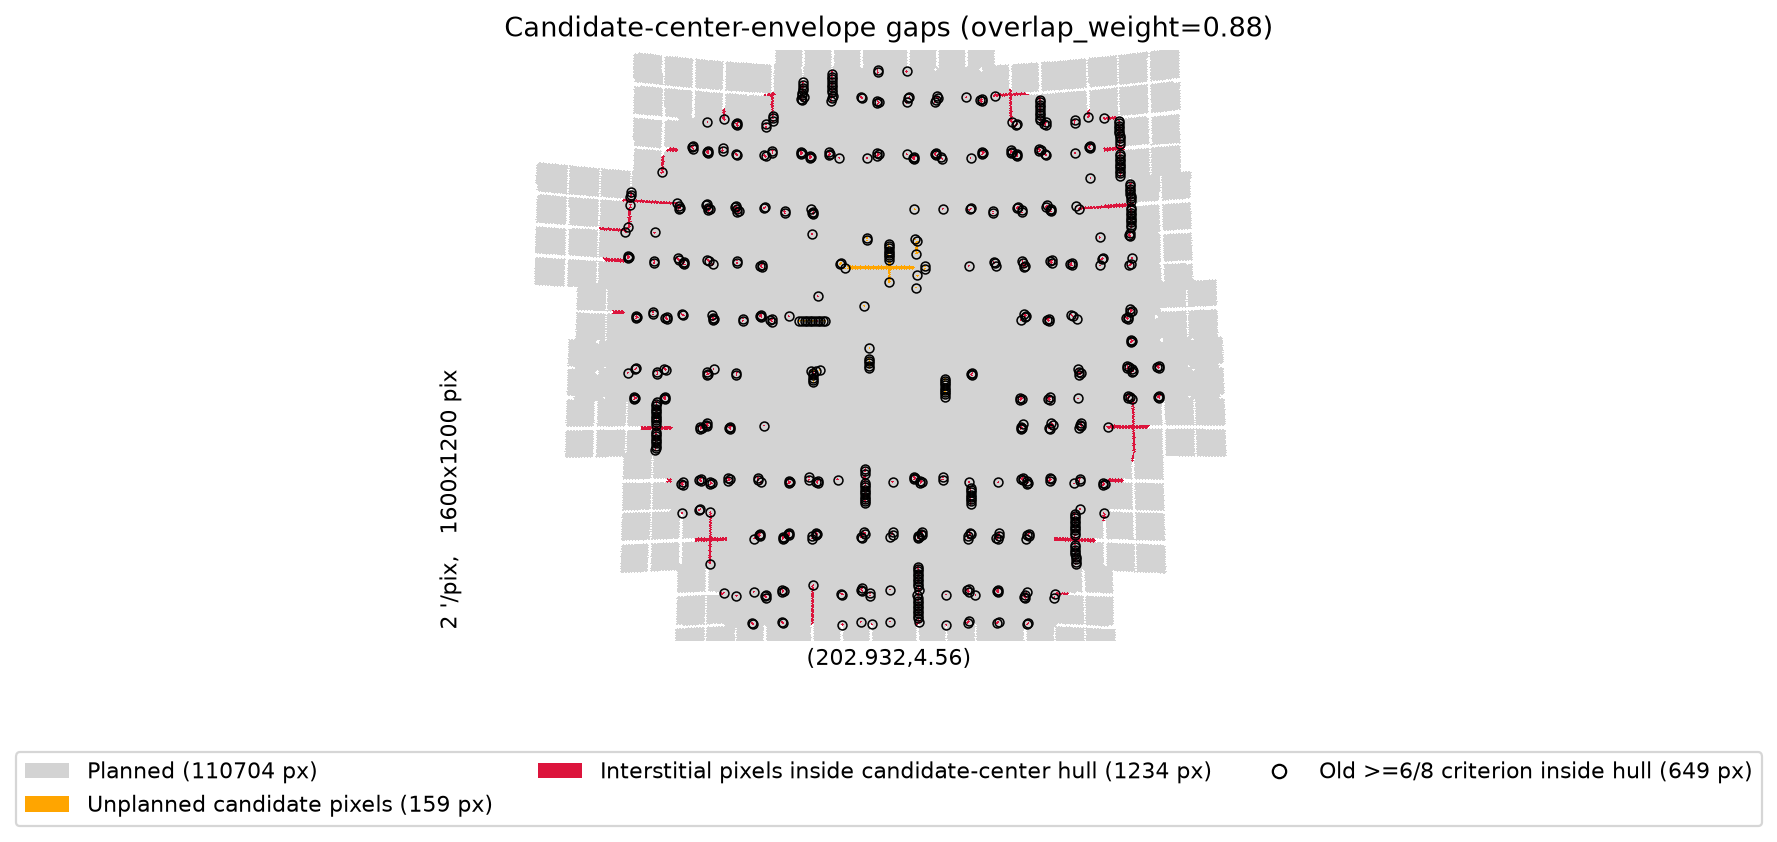 Candidate-center-envelope gaps (overlap_weight=0.88)
2 '/pix,   1600x1200 pix
(202.932,4.56)
Planned (110704 px)
Unplanned candidate pixels (159 px)
Interstitial pixels inside candidate-center hull (1234 px)
Old >=6/8 criterion inside hull (649 px)